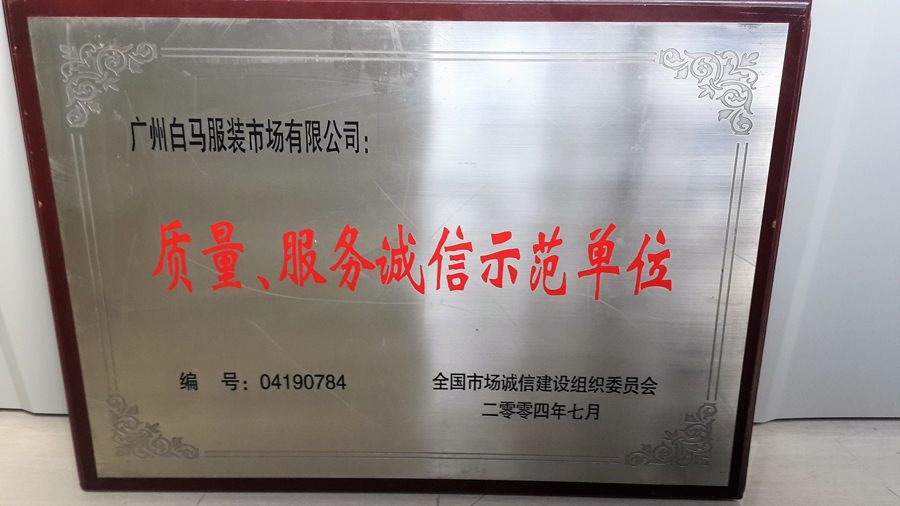 广州白马服装市场有限公司：
质量、服务诚信示范单位
编 号：04190784
全国市场诚信建设组织委员会
二零零四年七月